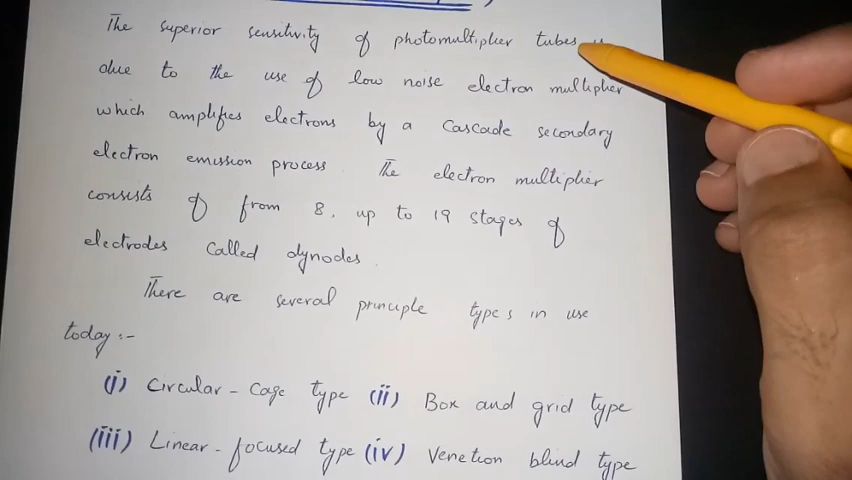 The superior sensitivity of photomultiplier tubes is
due to the use of low noise electron multiplier
which amplifies electrons by a cascade secondary
electron emission process. The electron multiplier
consists of from 8, up to 19 stages of
electrodes called dynodes.
There are several principle types in use
today:-
(i) Circular-cage type (ii) Box and grid type
(iii) Linear-focused type (iv) Venetion blind type